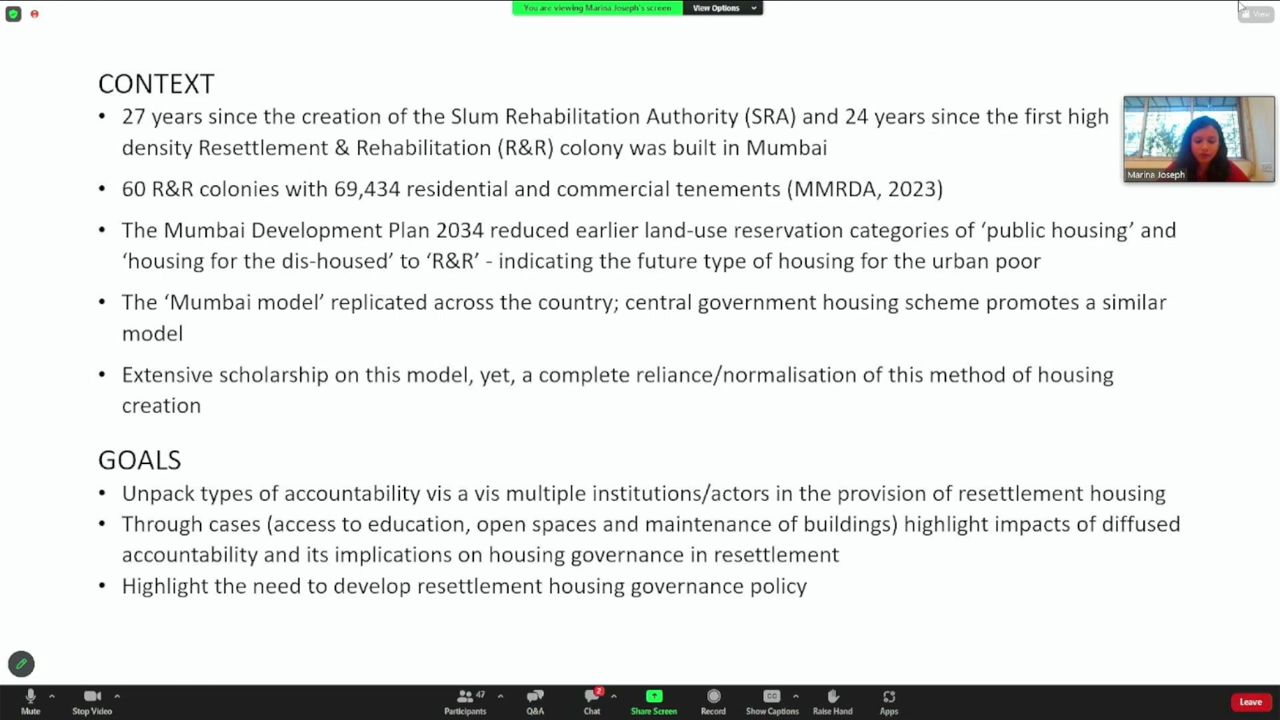 You are viewing Marina Joseph's screen
View Options
View
CONTEXT
• 27 years since the creation of the Slum Rehabilitation Authority (SRA) and 24 years since the first high
density Resettlement & Rehabilitation (R&R) colony was built in Mumbai
• 60 R&R colonies with 69,434 residential and commercial tenements (MMRDA, 2023)
• The Mumbai Development Plan 2034 reduced earlier land-use reservation categories of ‘public housing’ and
‘housing for the dis-housed’ to ‘R&R’ - indicating the future type of housing for the urban poor
• The ‘Mumbai model’ replicated across the country; central government housing scheme promotes a similar
model
• Extensive scholarship on this model, yet, a complete reliance/normalisation of this method of housing
creation
Marina Joseph
GOALS
• Unpack types of accountability vis a vis multiple institutions/actors in the provision of resettlement housing
• Through cases (access to education, open spaces and maintenance of buildings) highlight impacts of diffused
accountability and its implications on housing governance in resettlement
• Highlight the need to develop resettlement housing governance policy
47
2
CC
Mute
Stop Video
Participants
Q&A
Chat
Share Screen
Record
Show Captions
Raise Hand
Apps
Leave